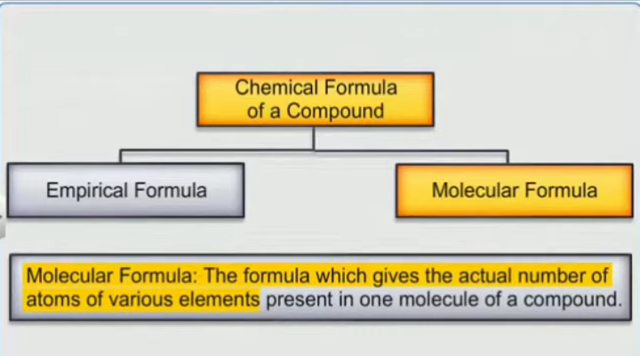 Chemical Formula
of a Compound
Empirical Formula
Molecular Formula
Molecular Formula: The formula which gives the actual number of
atoms of various elements present in one molecule of a compound.